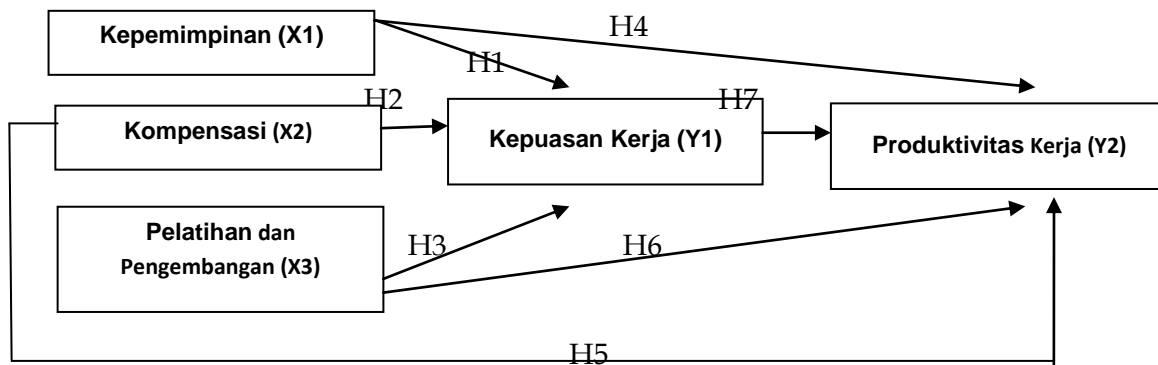 Kepemimpinan (X1)
H4
H1
H2
H7
Kompensasi (X2)
Kepuasan Kerja (Y1)
Produktivitas Kerja (Y2)
Pelatihan dan
Pengembangan (X3)
H3
H6
H5